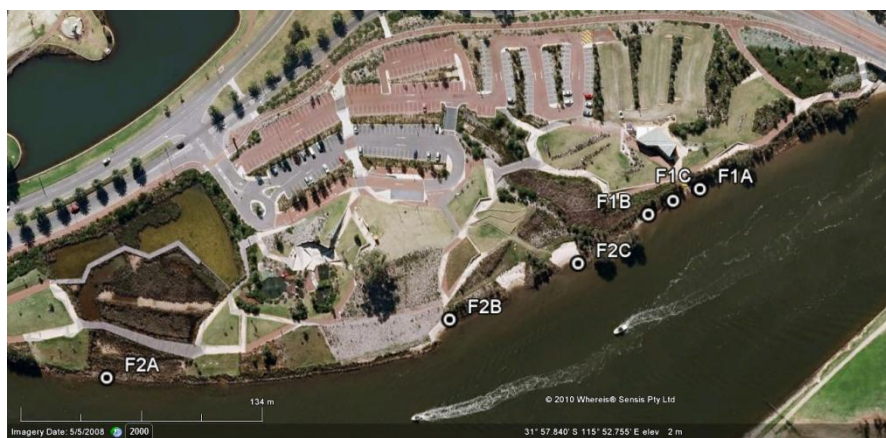 F1C
F1A
F1B
F2C
F2B
F2A
134 m
© 2010 Whereis® Sensis Pty Ltd
Imagery Date: 5/5/2008
2000
31° 57.840' S 115° 52.755' E elev 2 m